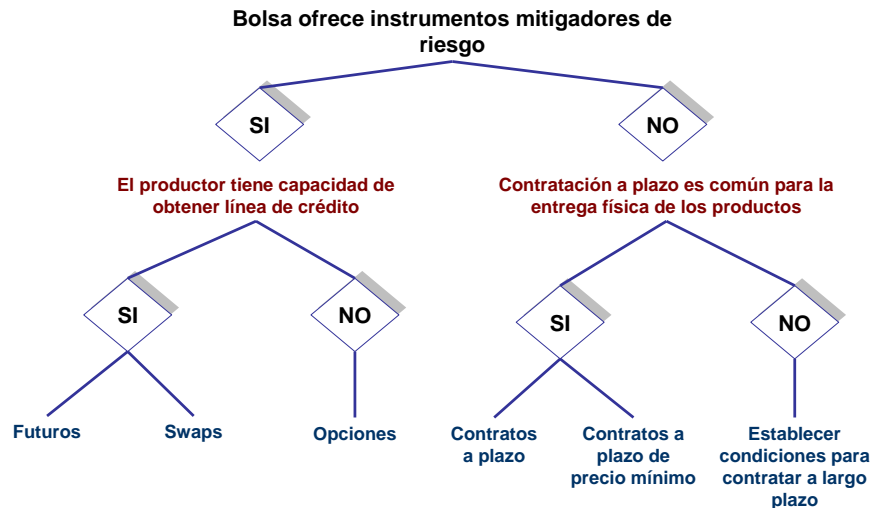 Bolsa ofrece instrumentos mitigadores de
riesgo
SI
NO
El productor tiene capacidad de
obtener línea de crédito
Contratación a plazo es común para la
entrega física de los productos
SI
NO
SI
NO
Futuros
Swaps
Opciones
Contratos
a plazo
Contratos a
plazo de
precio mínimo
Establecer
condiciones para
contratar a largo
plazo